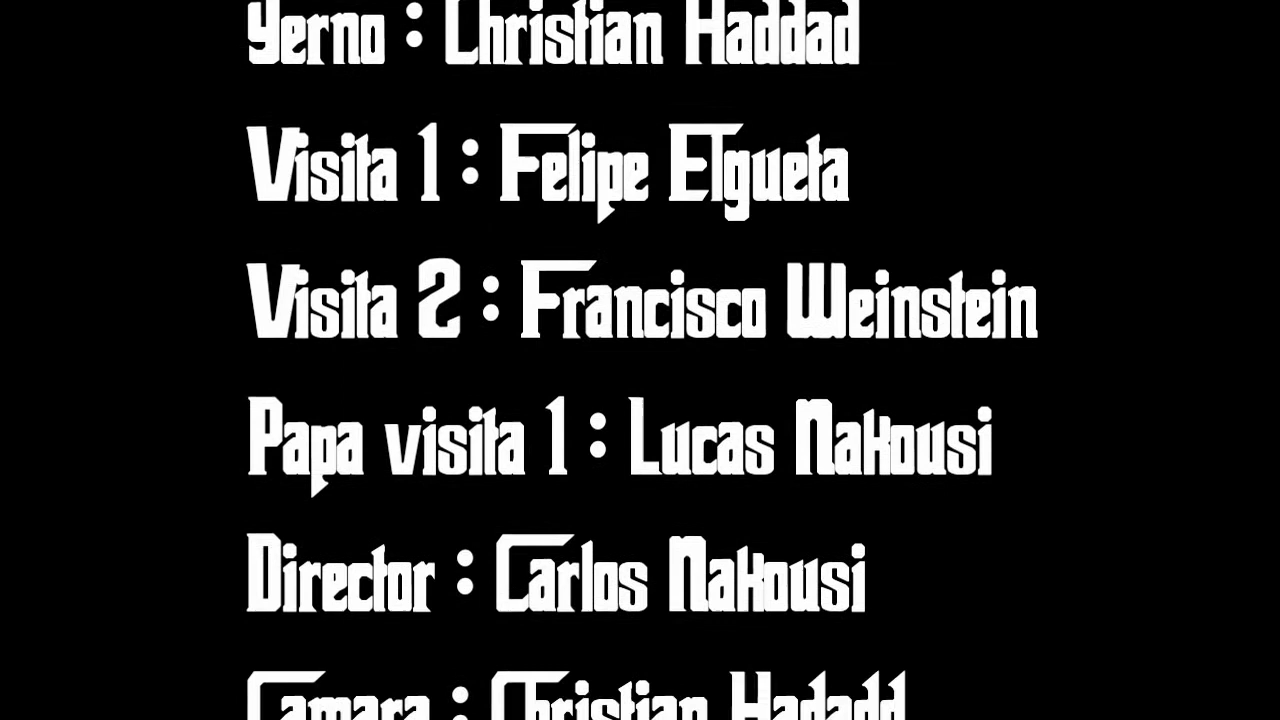 Yerno : Christian Haddad
Visita 1 : Felipe Elgueta
Visita 2 : Francisco Weinstein
Papa visita 1 : Lucas Nakousi
Director : Carlos Nakousi
Camara : Christian Hadadd